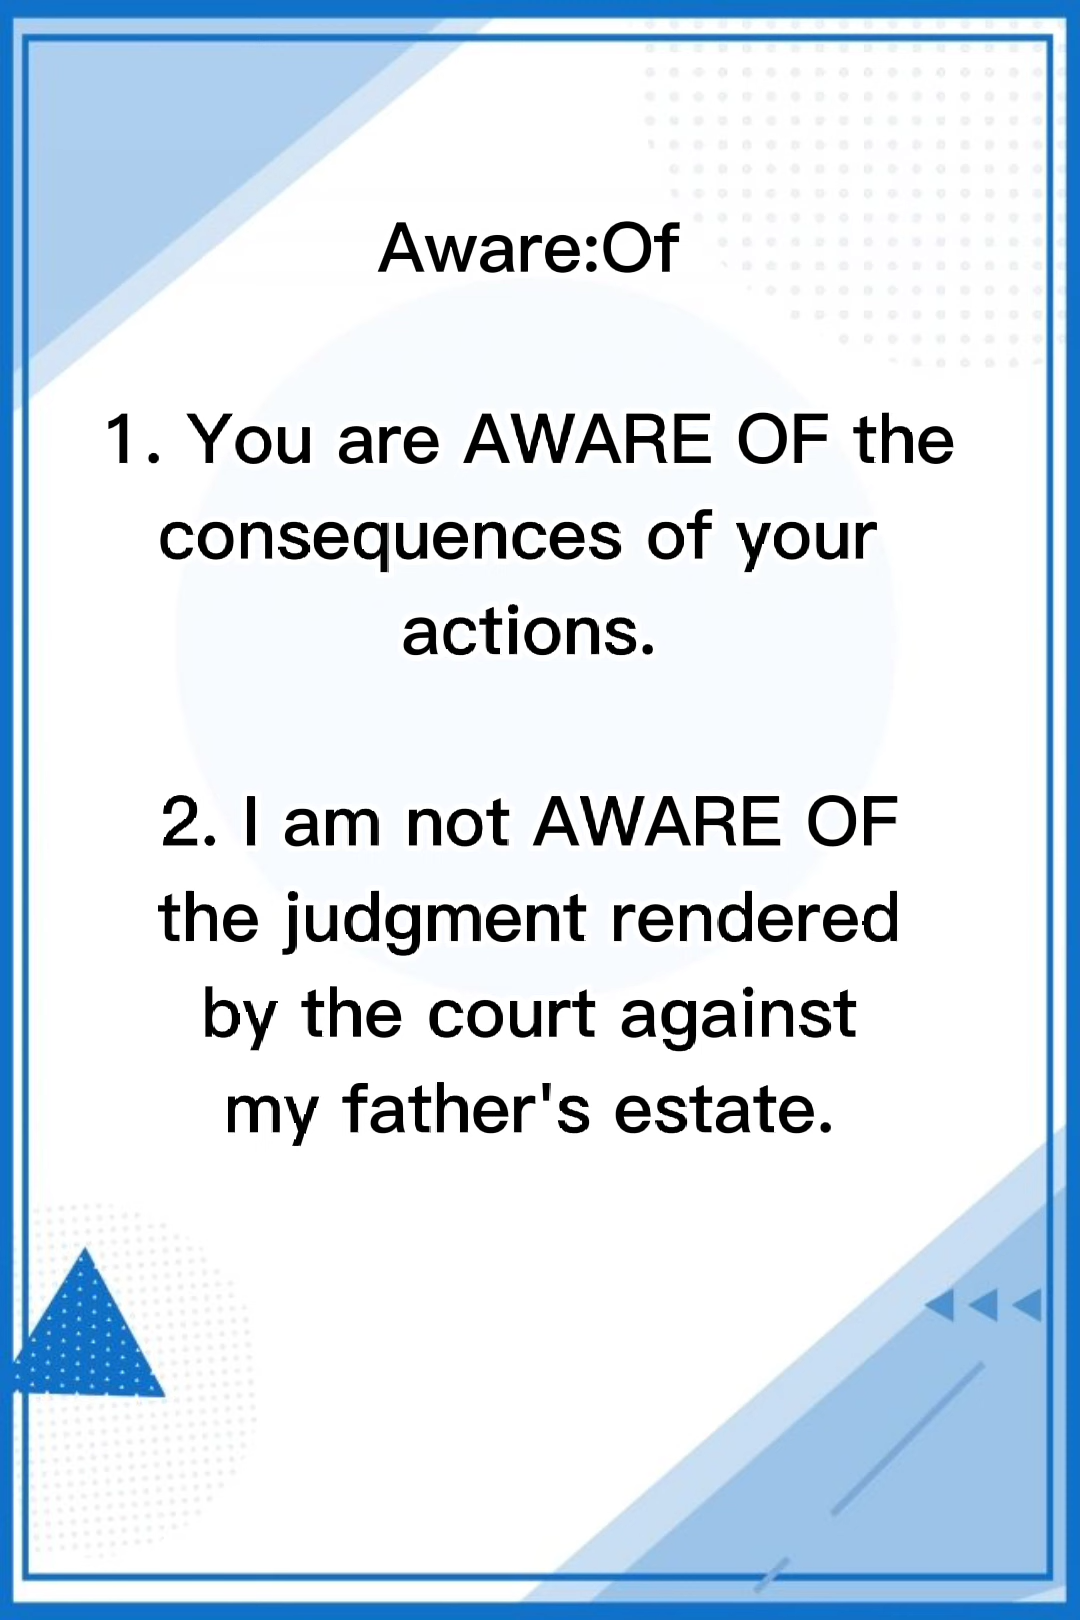 Aware:Of
1. You are AWARE OF the
consequences of your
actions.
2. I am not AWARE OF
the judgment rendered
by the court against
my father's estate.